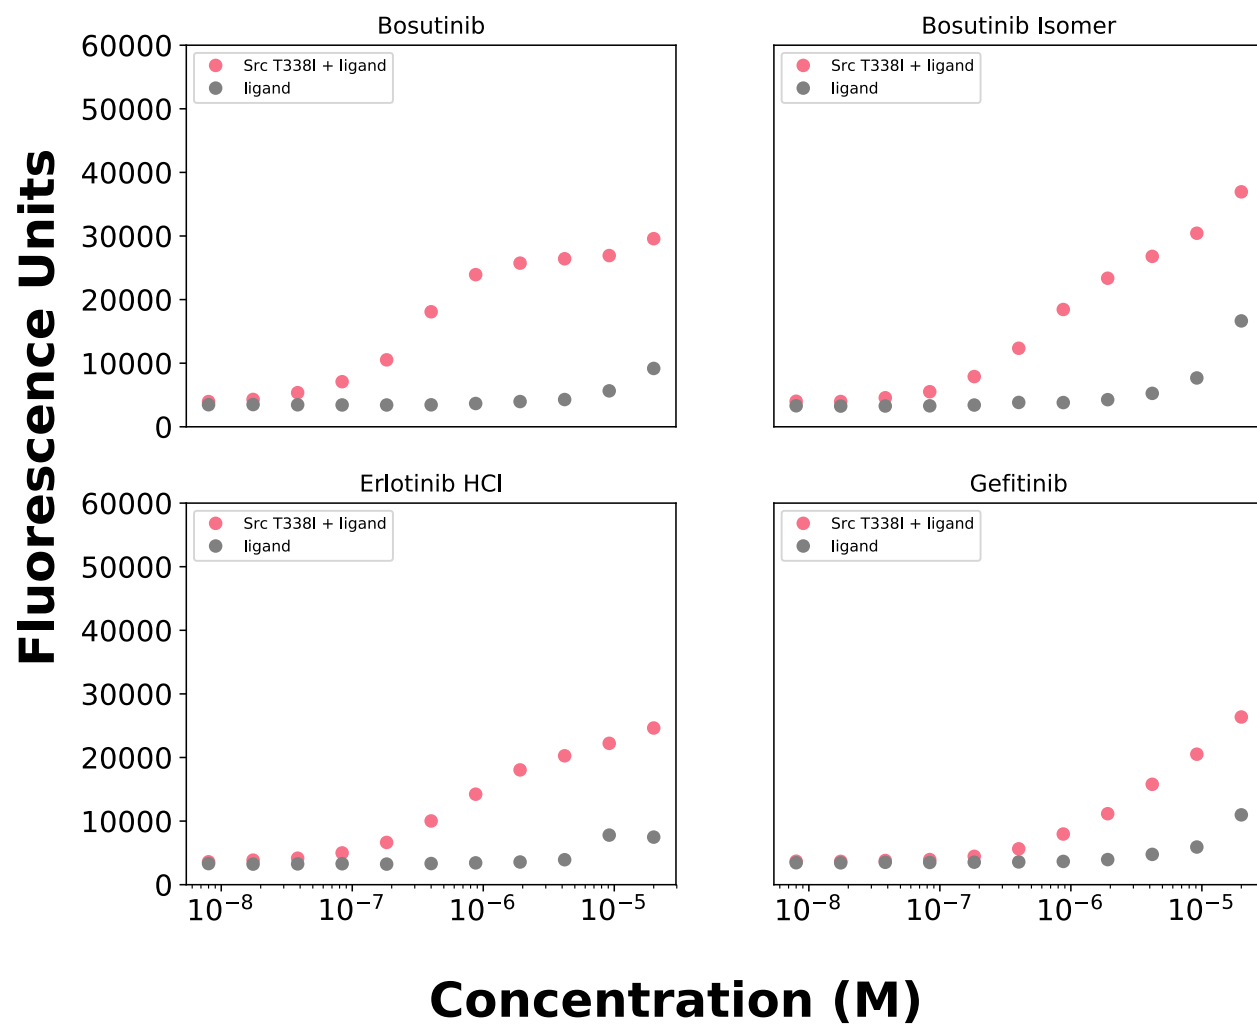 Bosutinib
Bosutinib Isomer
60000
50000
40000
30000
20000
10000
0
Src T338I + ligand
ligand
Src T338I + ligand
ligand
Fluorescence Units
Erlotinib HCl
Gefitinib
60000
50000
40000
30000
20000
10000
0
Src T338I + ligand
ligand
Src T338I + ligand
ligand
10⁻⁸ 10⁻⁷ 10⁻⁶ 10⁻⁵
10⁻⁸ 10⁻⁷ 10⁻⁶ 10⁻⁵
Concentration (M)